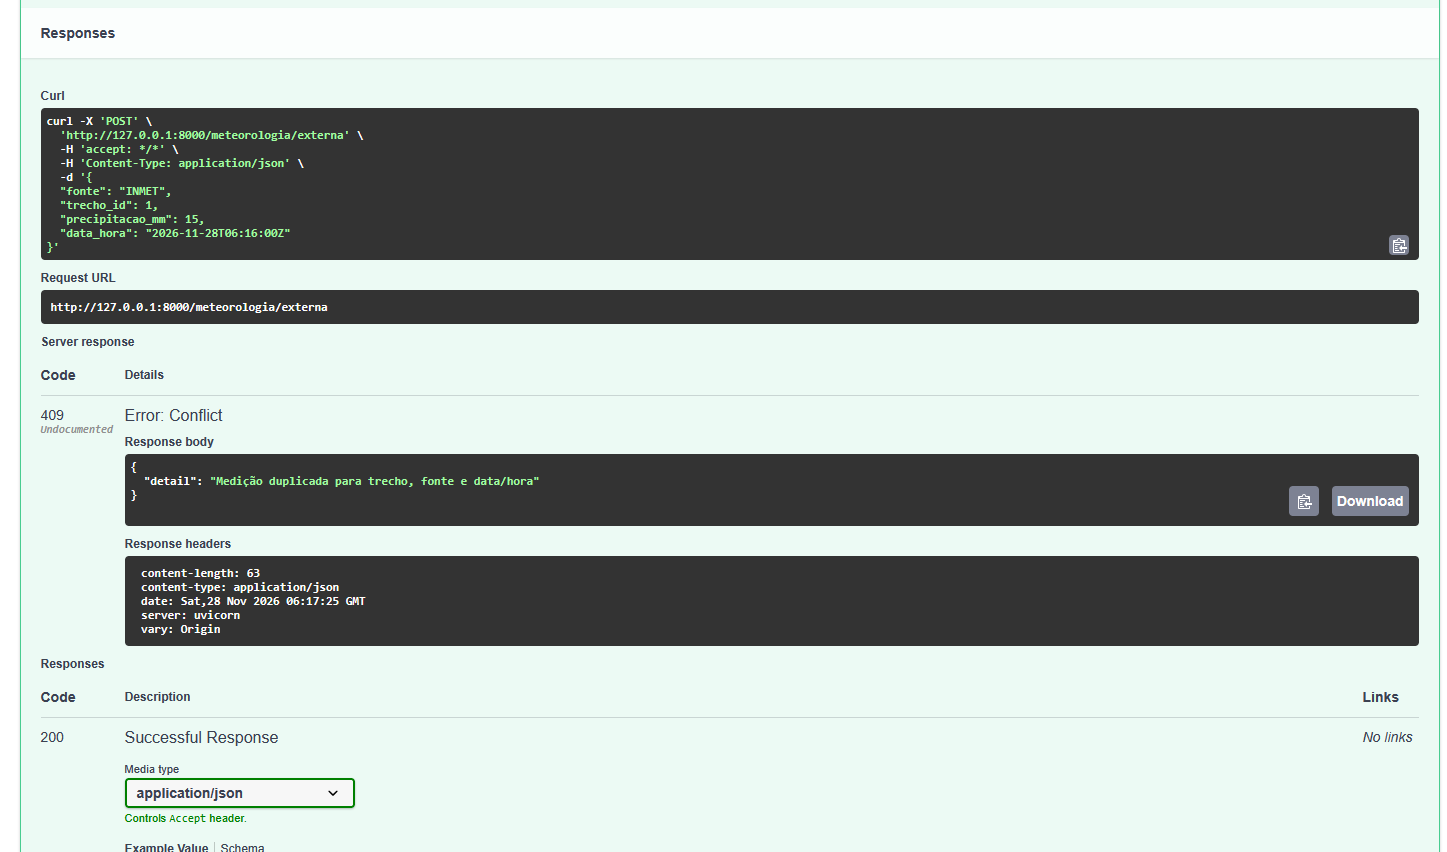 Responses
Curl
curl -X 'POST' \
  'http://127.0.0.1:8000/meteorologia/externa' \
  -H 'accept: */*' \
  -H 'Content-Type: application/json' \
  -d '{
  "fonte": "INMET",
  "trecho_id": 1,
  "precipitacao_mm": 15,
  "data_hora": "2026-11-28T06:16:00Z"
}'
Request URL
http://127.0.0.1:8000/meteorologia/externa
Server response
Code Details
409 Error: Conflict
Undocumented
Response body
{
  "detail": "Medição duplicada para trecho, fonte e data/hora"
}
Download
Response headers
content-length: 63
content-type: application/json
date: Sat,28 Nov 2026 06:17:25 GMT
server: uvicorn
vary: Origin
Responses
Code Description Links
200 Successful Response No links
Media type
application/json
Controls Accept header.
Example Value Schema